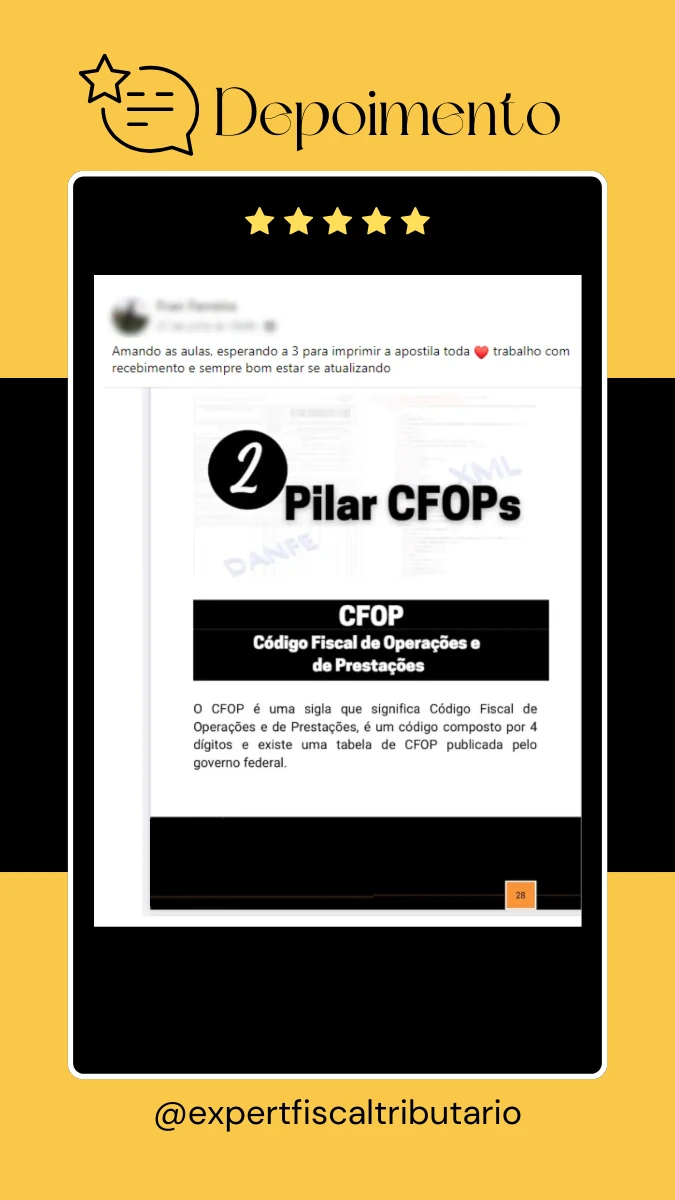 Depoimento
Amando as aulas, esperando a 3 para imprimir a apostila toda ❤️ trabalho com
recebimento e sempre bom estar se atualizando
2
XML
Pilar CFOPs
DANFE
CFOP
Código Fiscal de Operações e
de Prestações
O CFOP é uma sigla que significa Código Fiscal de
Operações e de Prestações, é um código composto por 4
dígitos e existe uma tabela de CFOP publicada pelo
governo federal.
28
@expertfiscaltributario